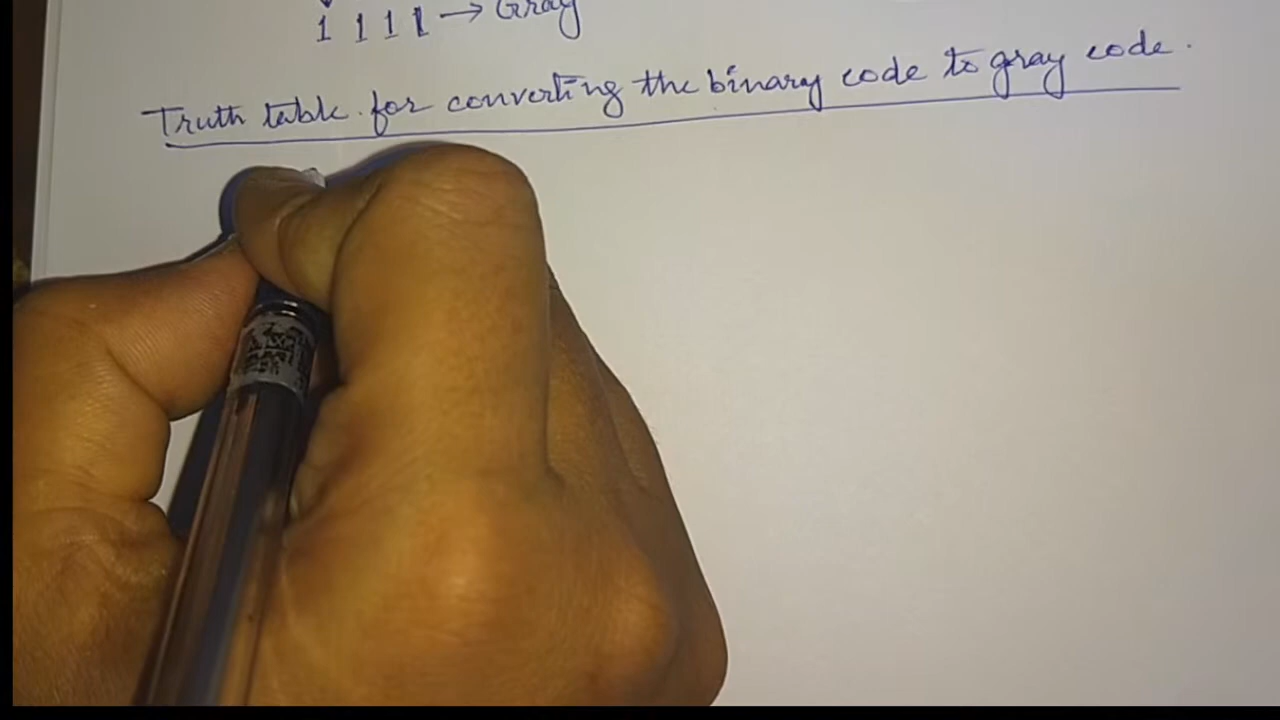 1 1 1 1 → Gray
Truth table for converting the binary code to gray code.